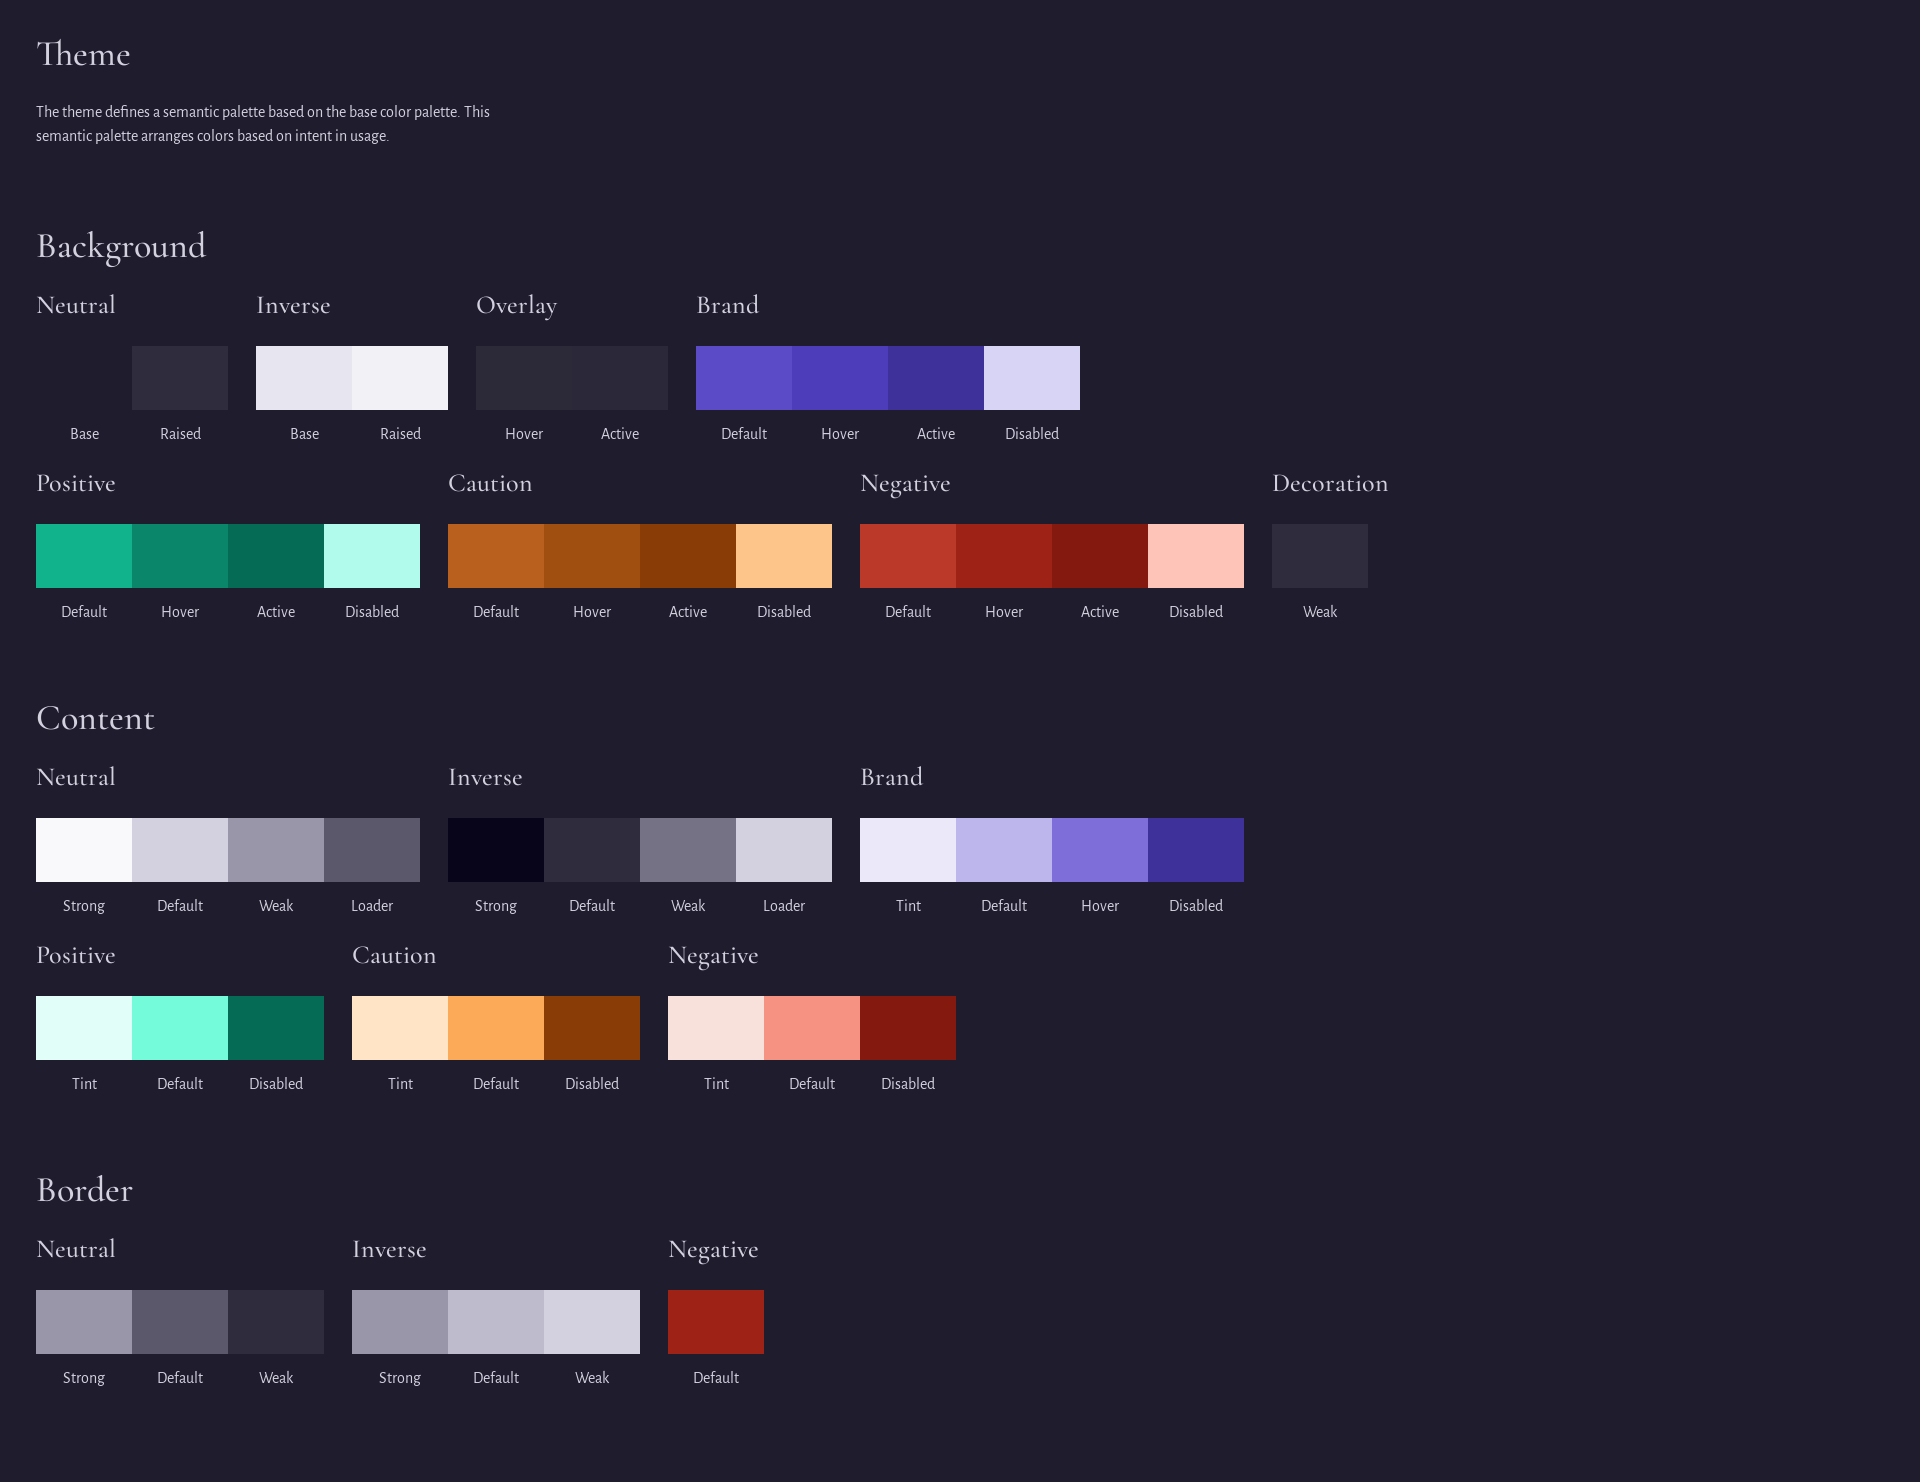 Theme
The theme defines a semantic palette based on the base color palette. This
semantic palette arranges colors based on intent in usage.
Background
Neutral Inverse Overlay Brand
Base Raised Base Raised Hover Active Default Hover Active Disabled
Positive Caution Negative Decoration
Default Hover Active Disabled Default Hover Active Disabled Default Hover Active Disabled Weak
Content
Neutral Inverse Brand
Strong Default Weak Loader Strong Default Weak Loader Tint Default Hover Disabled
Positive Caution Negative
Tint Default Disabled Tint Default Disabled Tint Default Disabled
Border
Neutral Inverse Negative
Strong Default Weak Strong Default Weak Default